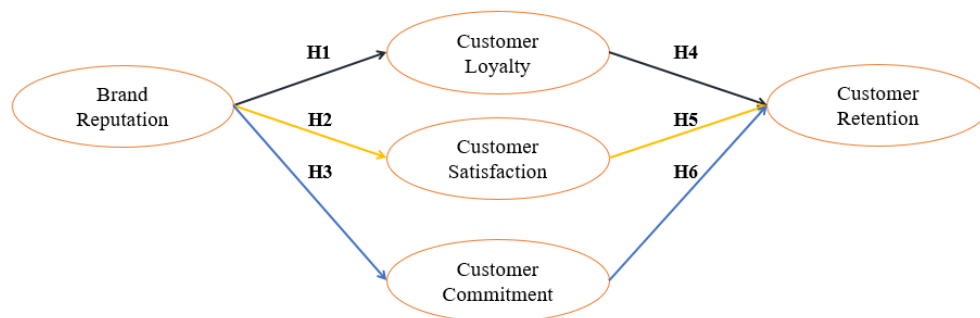 Brand
Reputation
H1
H2
H3
Customer
Loyalty
Customer
Satisfaction
Customer
Commitment
H4
H5
H6
Customer
Retention